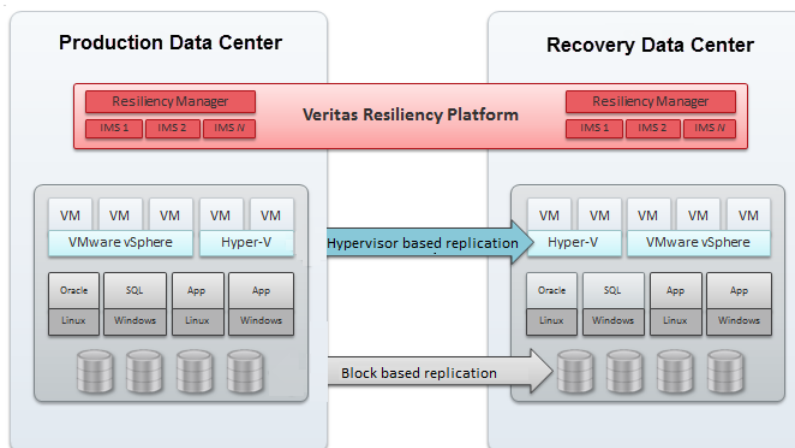 Production Data Center
Recovery Data Center
Resiliency Manager
IMS 1 IMS 2 IMS N
Veritas Resiliency Platform
Resiliency Manager
IMS 1 IMS 2 IMS N
VM VM VM VM VM
VMware vSphere Hyper-V
Hypervisor based replication
VM VM VM VM VM
Hyper-V VMware vSphere
Oracle SQL App App
Linux Windows Linux Windows
Oracle SQL App App
Linux Windows Linux Windows
Block based replication